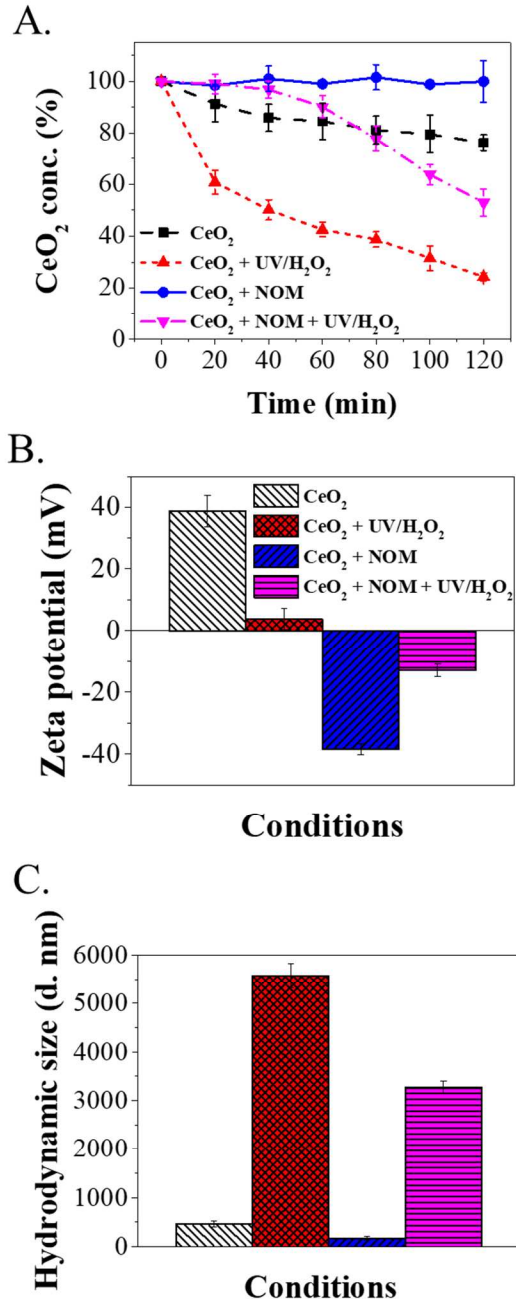 A.
CeO₂ conc. (%)
100
80
60
40
20
0
CeO₂
CeO₂ + UV/H₂O₂
CeO₂ + NOM
CeO₂ + NOM + UV/H₂O₂
0 20 40 60 80 100 120
Time (min)
B.
Zeta potential (mV)
40
20
0
-20
-40
CeO₂
CeO₂ + UV/H₂O₂
CeO₂ + NOM
CeO₂ + NOM + UV/H₂O₂
Conditions
C.
Hydrodynamic size (d. nm)
6000
5000
4000
3000
2000
1000
0
Conditions